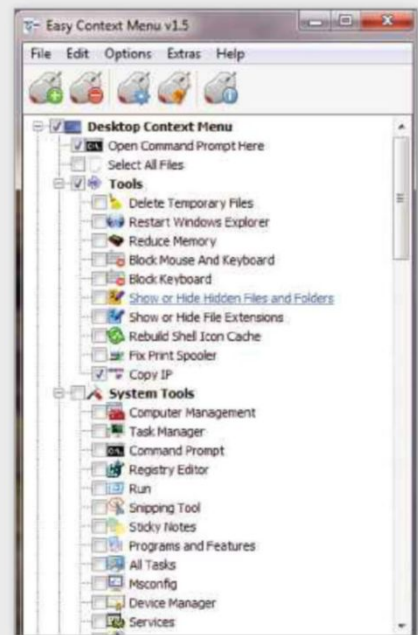 Easy Context Menu v1.5
File Edit Options Extras Help
Desktop Context Menu
Open Command Prompt Here
Select All Files
Tools
Delete Temporary Files
Restart Windows Explorer
Reduce Memory
Block Mouse And Keyboard
Block Keyboard
Show or Hide Hidden Files and Folders
Show or Hide File Extensions
Rebuild Shell Icon Cache
Fix Print Spooler
Copy IP
System Tools
Computer Management
Task Manager
Command Prompt
Registry Editor
Run
Snipping Tool
Sticky Notes
Programs and Features
All Tasks
Msconfig
Device Manager
Services